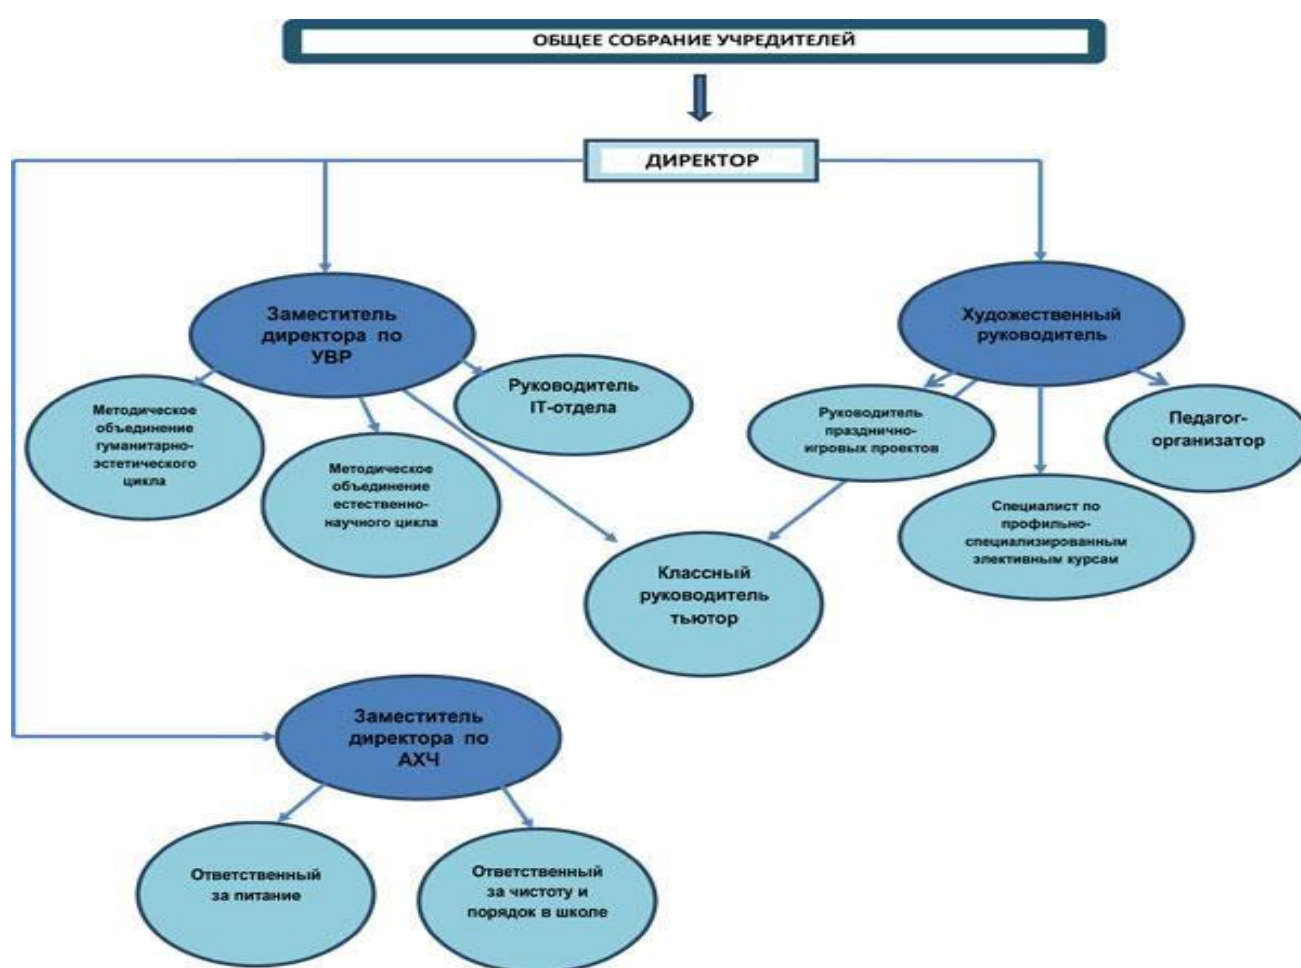 ОБЩЕЕ СОБРАНИЕ УЧРЕДИТЕЛЕЙ
ДИРЕКТОР
Заместитель
директора по
УВР
Художественный
руководитель
Руководитель
IT-отдела
Методическое
объединение
гуманитарно-
эстетического
цикла
Методическое
объединение
естественно-
научного цикла
Руководитель
празднично-
игровых проектов
Педагог-
организатор
Специалист по
профильно-
специализированным
элективным курсам
Классный
руководитель
тьютор
Заместитель
директора по
АХЧ
Ответственный
за питание
Ответственный
за чистоту и
порядок в школе